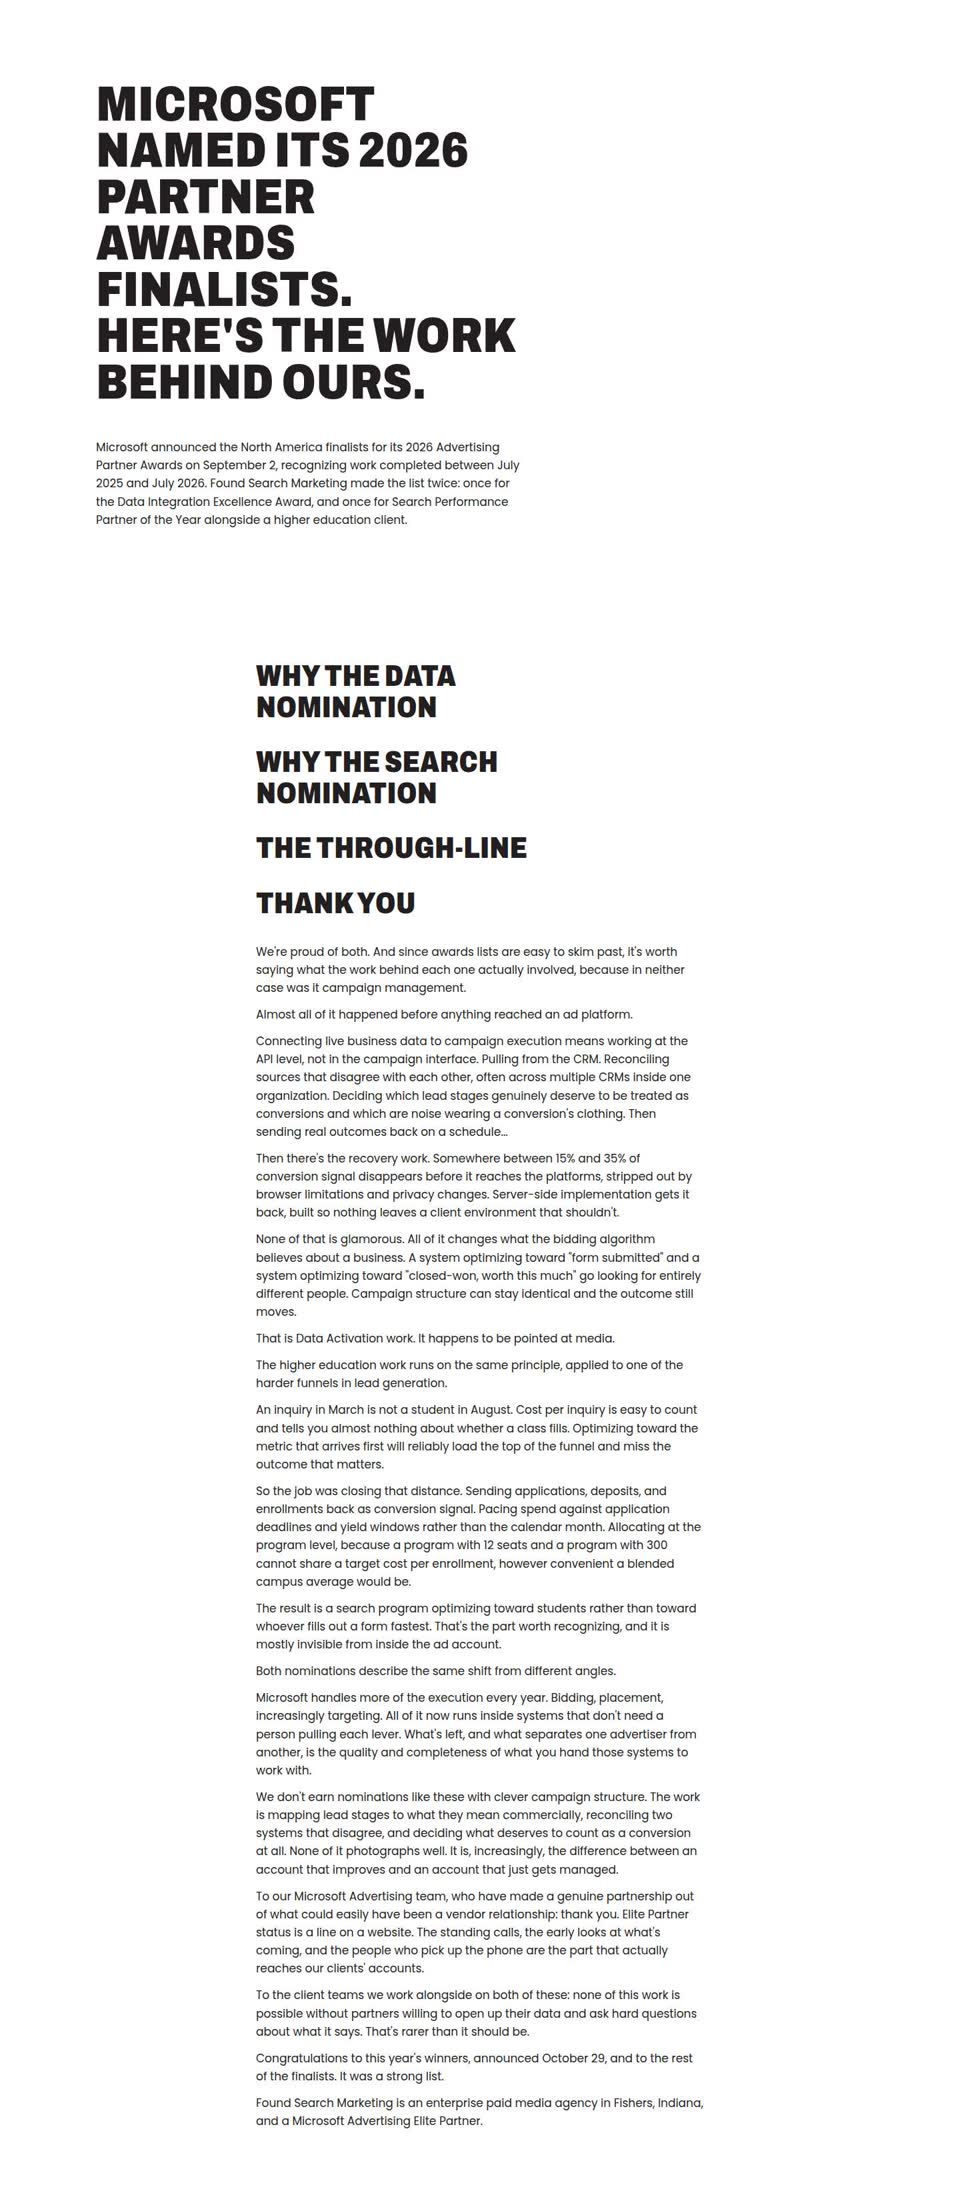 MICROSOFT
NAMED ITS 2026
PARTNER
AWARDS
FINALISTS.
HERE'S THE WORK
BEHIND OURS.
Microsoft announced the North America finalists for its 2026 Advertising
Partner Awards on September 2, recognizing work completed between July
2025 and July 2026. Found Search Marketing made the list twice: once for
the Data Integration Excellence Award, and once for Search Performance
Partner of the Year alongside a higher education client.
WHY THE DATA
NOMINATION
WHY THE SEARCH
NOMINATION
THE THROUGH-LINE
THANK YOU
We're proud of both. And since awards lists are easy to skim past, it's worth
saying what the work behind each one actually involved, because in neither
case was it campaign management.
Almost all of it happened before anything reached an ad platform.
Connecting live business data to campaign execution means working at the
API level, not in the campaign interface. Pulling from the CRM. Reconciling
sources that disagree with each other, often across multiple CRMs inside one
organization. Deciding which lead stages genuinely deserve to be treated as
conversions and which are noise wearing a conversion's clothing. Then
sending real outcomes back on a schedule…
Then there's the recovery work. Somewhere between 15% and 35% of
conversion signal disappears before it reaches the platforms, stripped out by
browser limitations and privacy changes. Server-side implementation gets it
back, built so nothing leaves a client environment that shouldn't.
None of that is glamorous. All of it changes what the bidding algorithm
believes about a business. A system optimizing toward "form submitted" and a
system optimizing toward "closed-won, worth this much" go looking for entirely
different people. Campaign structure can stay identical and the outcome still
moves.
That is Data Activation work. It happens to be pointed at media.
The higher education work runs on the same principle, applied to one of the
harder funnels in lead generation.
An inquiry in March is not a student in August. Cost per inquiry is easy to count
and tells you almost nothing about whether a class fills. Optimizing toward the
metric that arrives first will reliably load the top of the funnel and miss the
outcome that matters.
So the job was closing that distance. Sending applications, deposits, and
enrollments back as conversion signal. Pacing spend against application
deadlines and yield windows rather than the calendar month. Allocating at the
program level, because a program with 12 seats and a program with 300
cannot share a target cost per enrollment, however convenient a blended
campus average would be.
The result is a search program optimizing toward students rather than toward
whoever fills out a form fastest. That's the part worth recognizing, and it is
mostly invisible from inside the ad account.
Both nominations describe the same shift from different angles.
Microsoft handles more of the execution every year. Bidding, placement,
increasingly targeting. All of it now runs inside systems that don't need a
person pulling each lever. What's left, and what separates one advertiser from
another, is the quality and completeness of what you hand those systems to
work with.
We don't earn nominations like these with clever campaign structure. The work
is mapping lead stages to what they mean commercially, reconciling two
systems that disagree, and deciding what deserves to count as a conversion
at all. None of it photographs well. It is, increasingly, the difference between an
account that improves and an account that just gets managed.
To our Microsoft Advertising team, who have made a genuine partnership out
of what could easily have been a vendor relationship: thank you. Elite Partner
status is a line on a website. The standing calls, the early looks at what's
coming, and the people who pick up the phone are the part that actually
reaches our clients' accounts.
To the client teams we work alongside on both of these: none of this work is
possible without partners willing to open up their data and ask hard questions
about what it says. That's rarer than it should be.
Congratulations to this year's winners, announced October 29, and to the rest
of the finalists. It was a strong list.
Found Search Marketing is an enterprise paid media agency in Fishers, Indiana,
and a Microsoft Advertising Elite Partner.